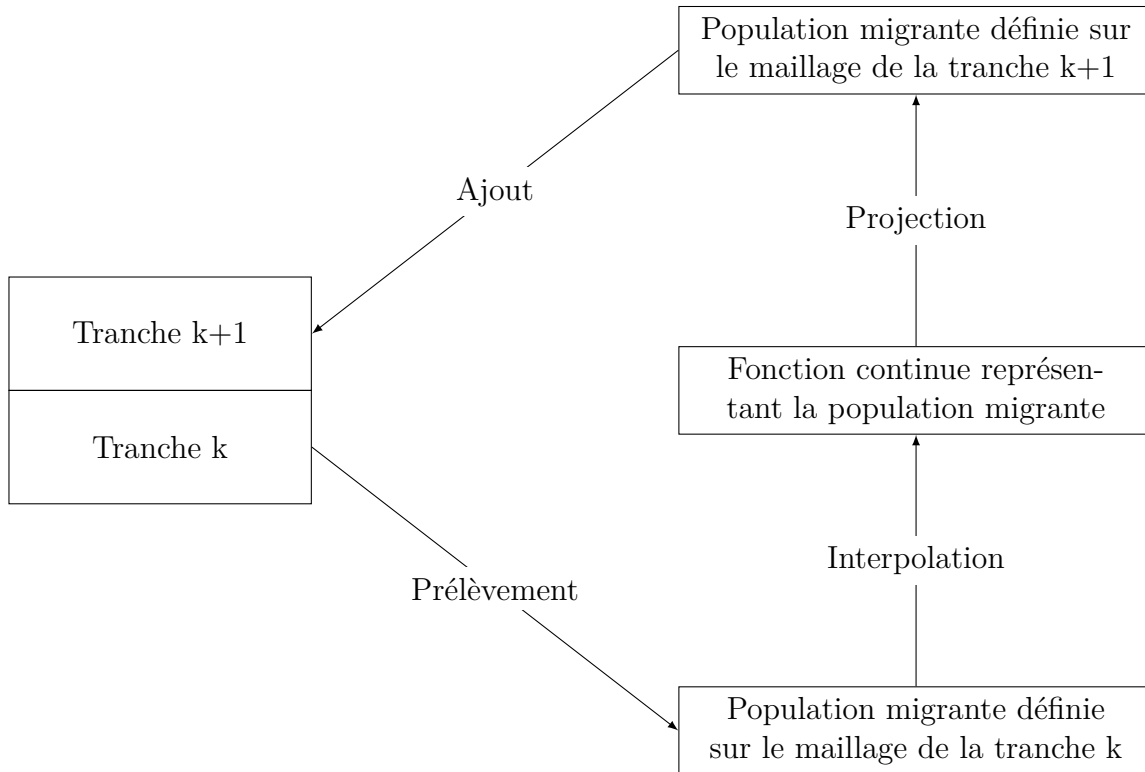 Population migrante définie sur
le maillage de la tranche k+1
Ajout
Projection
Tranche k+1
Fonction continue représen-
tant la population migrante
Tranche k
Interpolation
Prélèvement
Population migrante définie
sur le maillage de la tranche k